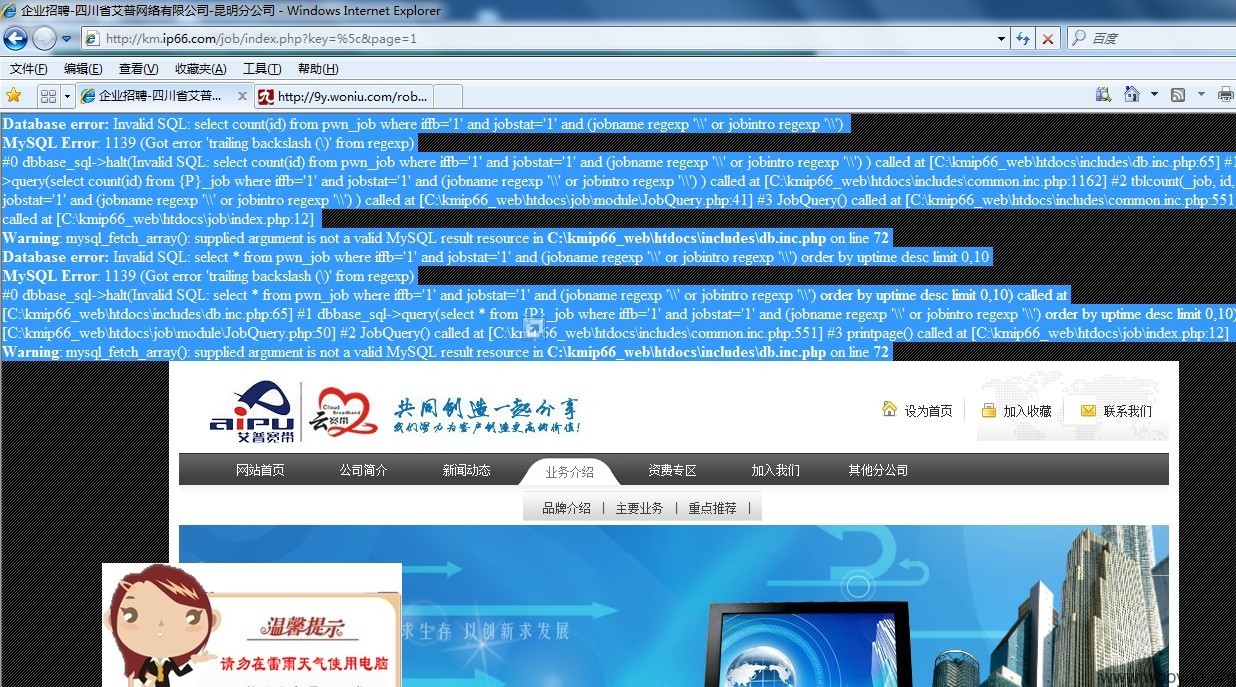 企业招聘-四川省艾普网络有限公司-昆明分公司 - Windows Internet Explorer
http://km.ip66.com/job/index.php?key=%5c&page=1
百度
文件(F) 编辑(E) 查看(V) 收藏夹(A) 工具(T) 帮助(H)
企业招聘-四川省艾普... http://9y.woniu.com/rob...
Database error: Invalid SQL: select count(id) from pwn_job where iffb='1' and jobstat='1' and (jobname regexp '\\' or jobintro regexp '\\')
MySQL Error: 1139 (Got error 'trailing backslash (\)' from regexp)
#0 dbbase_sql->halt(Invalid SQL: select count(id) from pwn_job where iffb='1' and jobstat='1' and (jobname regexp '\\' or jobintro regexp '\\') ) called at [C:\kmip66_web\htdocs\includes\db.inc.php:65] #1
>query(select count(id) from {P}_job where iffb='1' and jobstat='1' and (jobname regexp '\\' or jobintro regexp '\\') ) called at [C:\kmip66_web\htdocs\includes\common.inc.php:1162] #2 tblcount(_job, id,
jobstat='1' and (jobname regexp '\\' or jobintro regexp '\\') ) called at [C:\kmip66_web\htdocs\job\module\JobQuery.php:41] #3 JobQuery() called at [C:\kmip66_web\htdocs\includes\common.inc.php:551
called at [C:\kmip66_web\htdocs\job\index.php:12]
Warning: mysql_fetch_array(): supplied argument is not a valid MySQL result resource in C:\kmip66_web\htdocs\includes\db.inc.php on line 72
Database error: Invalid SQL: select * from pwn_job where iffb='1' and jobstat='1' and (jobname regexp '\\' or jobintro regexp '\\') order by uptime desc limit 0,10
MySQL Error: 1139 (Got error 'trailing backslash (\)' from regexp)
#0 dbbase_sql->halt(Invalid SQL: select * from pwn_job where iffb='1' and jobstat='1' and (jobname regexp '\\' or jobintro regexp '\\') order by uptime desc limit 0,10) called at
[C:\kmip66_web\htdocs\includes\db.inc.php:65] #1 dbbase_sql->query(select * from {P}_job where iffb='1' and jobstat='1' and (jobname regexp '\\' or jobintro regexp '\\') order by uptime desc limit 0,10)
[C:\kmip66_web\htdocs\job\module\JobQuery.php:50] #2 JobQuery() called at [C:\kmip66_web\htdocs\includes\common.inc.php:551] #3 printpage() called at [C:\kmip66_web\htdocs\job\index.php:12]
Warning: mysql_fetch_array(): supplied argument is not a valid MySQL result resource in C:\kmip66_web\htdocs\includes\db.inc.php on line 72
aiPU 艾普宽带
Cloud Broadband 云宽带
共同创造一起分享
我们努力为客户创造更高的价值!
设为首页 加入收藏 联系我们
网站首页 公司简介 新闻动态 业务介绍 资费专区 加入我们 其他分公司
品牌介绍 | 主要业务 | 重点推荐 |
求生存 以创新求发展
温馨提示
请勿在雷雨天气使用电脑